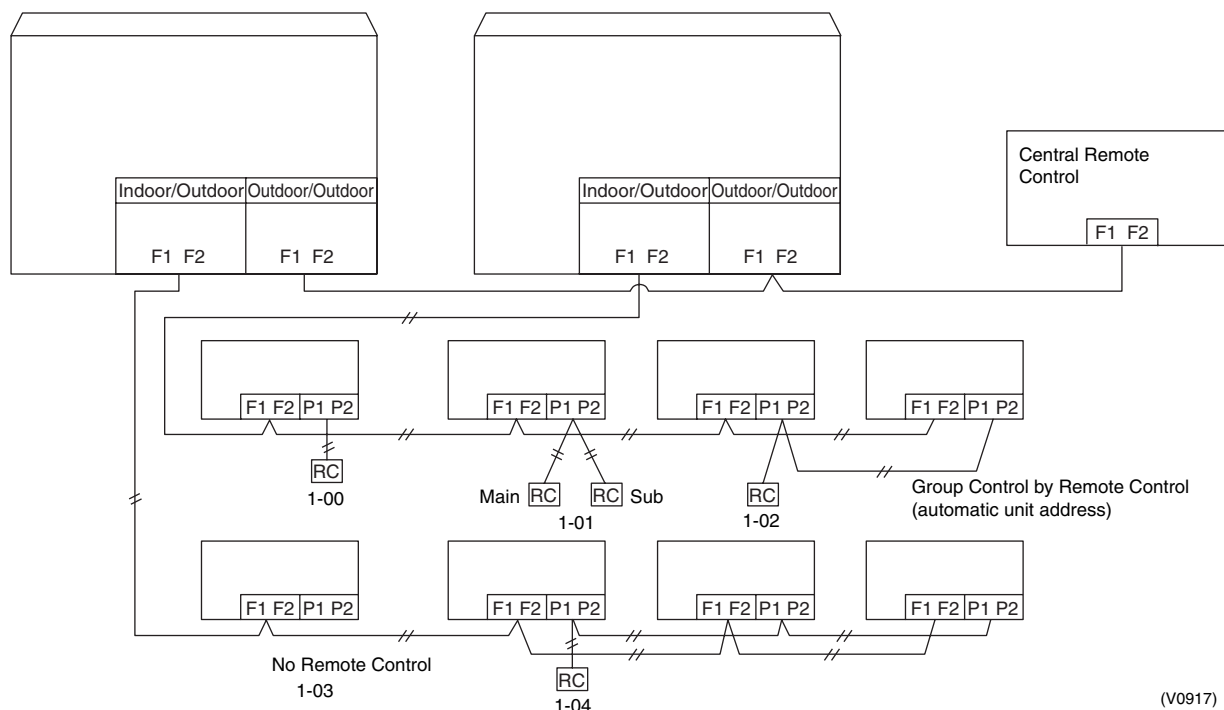 Indoor/Outdoor Outdoor/Outdoor
F1 F2 F1 F2
Indoor/Outdoor Outdoor/Outdoor
F1 F2 F1 F2
Central Remote
Control
F1 F2
F1 F2 P1 P2
F1 F2 P1 P2
F1 F2 P1 P2
F1 F2 P1 P2
RC
1-00
Main RC RC Sub
1-01
RC
1-02
Group Control by Remote Control
(automatic unit address)
F1 F2 P1 P2
F1 F2 P1 P2
F1 F2 P1 P2
F1 F2 P1 P2
No Remote Control
1-03
RC
1-04
(V0917)